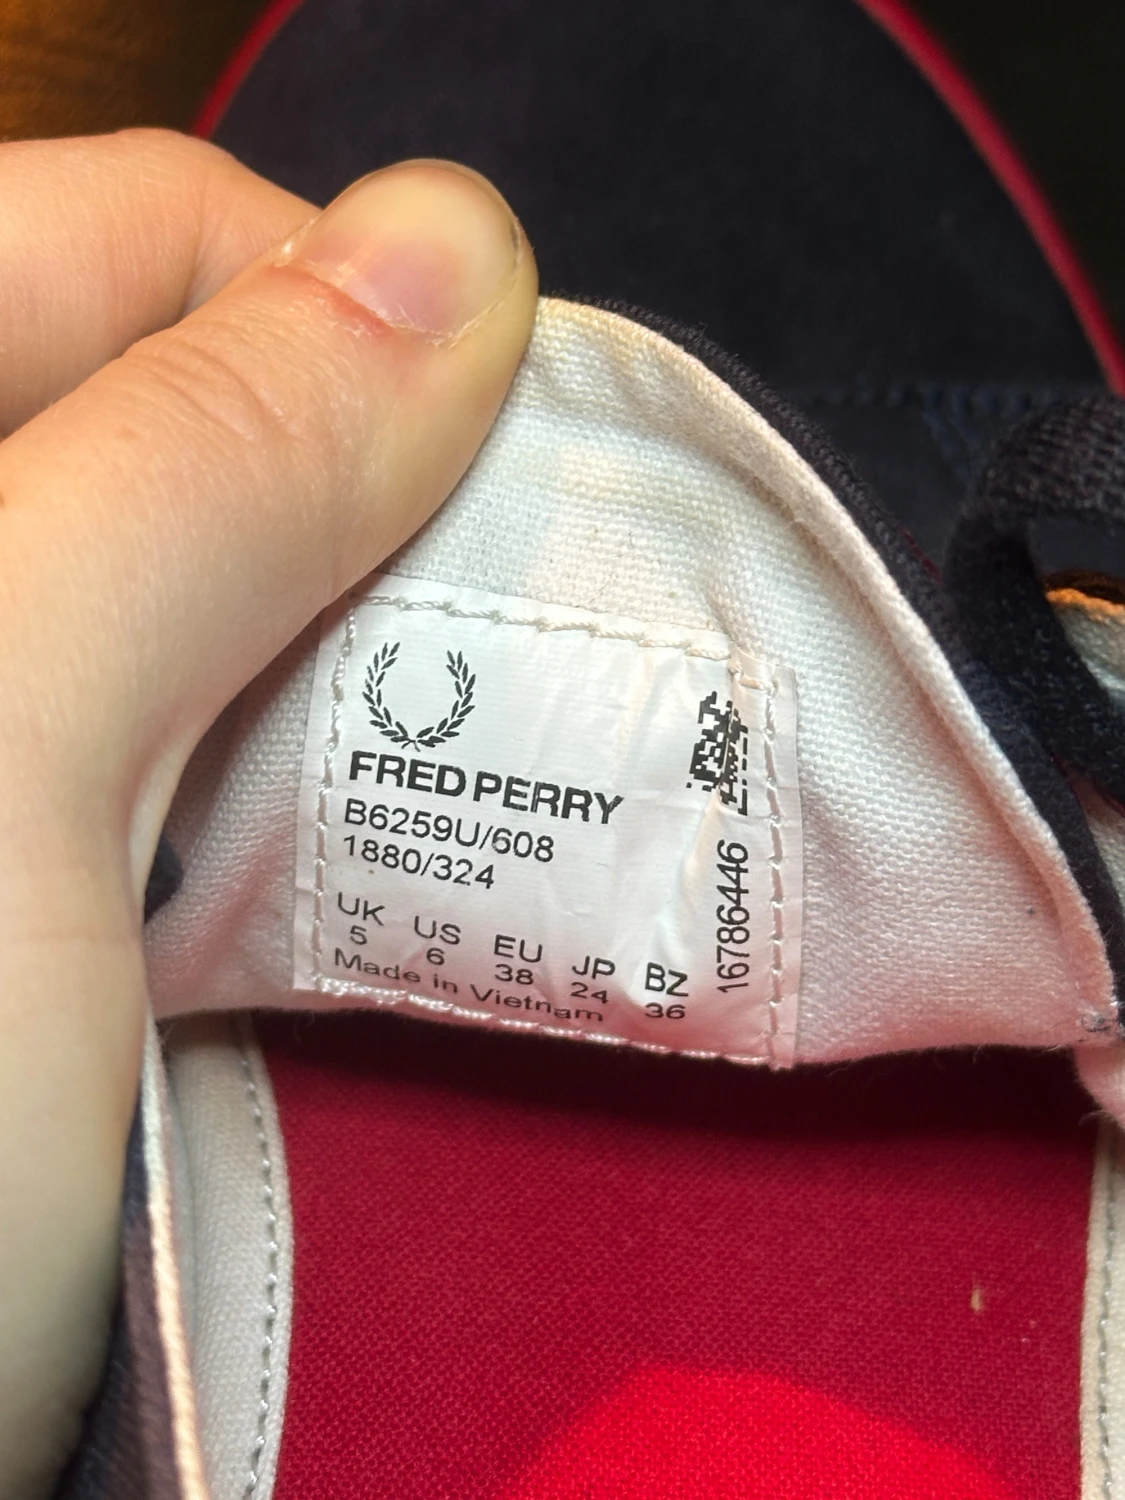 FRED PERRY
B6259U/608
1880/324
UK US EU JP BZ
5 6 38 24 36
Made in Vietnam
16786446